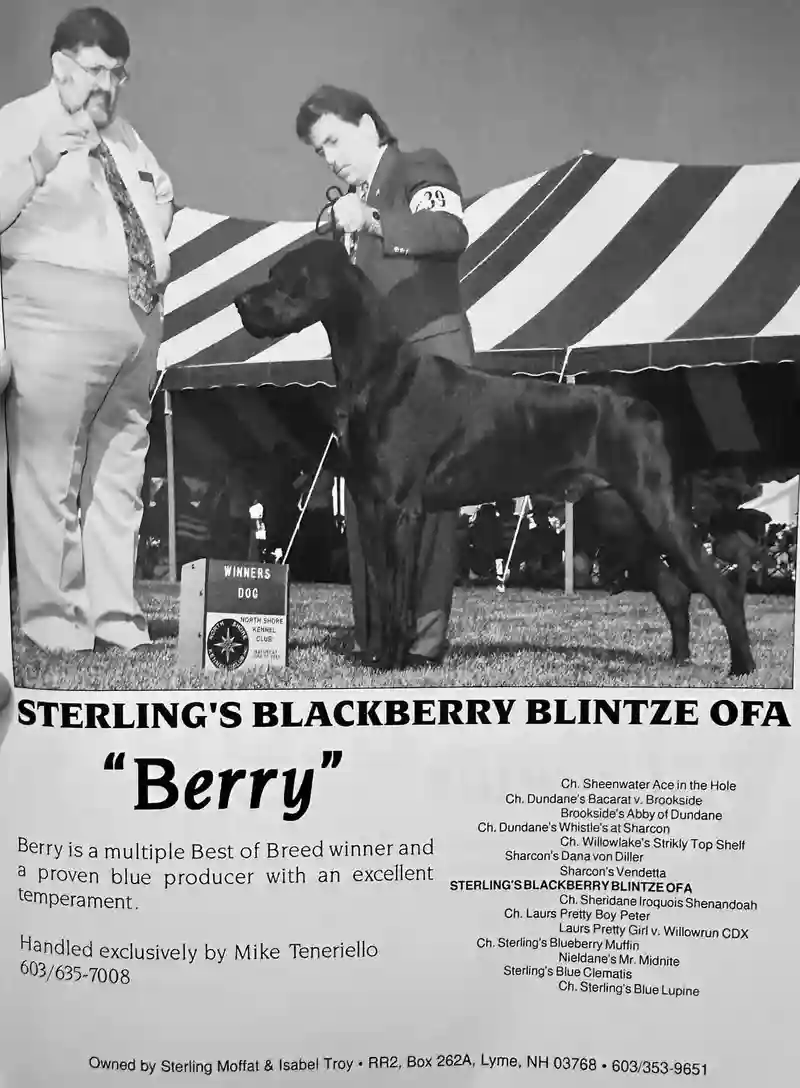 39
WINNERS
DOG
NORTH SHORE
KENNEL
CLUB
STERLING'S BLACKBERRY BLINTZE OFA
"Berry"
Berry is a multiple Best of Breed winner and
a proven blue producer with an excellent
temperament.
Handled exclusively by Mike Teneriello
603/635-7008
Ch. Sheenwater Ace in the Hole
Ch. Dundane's Bacarat v. Brookside
Brookside's Abby of Dundane
Ch. Dundane's Whistle's at Sharcon
Ch. Willowlake's Strikly Top Shelf
Sharcon's Dana von Diller
Sharcon's Vendetta
STERLING'S BLACKBERRY BLINTZE OFA
Ch. Sheridane Iroquois Shenandoah
Ch. Laurs Pretty Boy Peter
Laurs Pretty Girl v. Willowrun CDX
Ch. Sterling's Blueberry Muffin
Nieldane's Mr. Midnite
Sterling's Blue Clematis
Ch. Sterling's Blue Lupine
Owned by Sterling Moffat & Isabel Troy • RR2, Box 262A, Lyme, NH 03768 • 603/353-9651